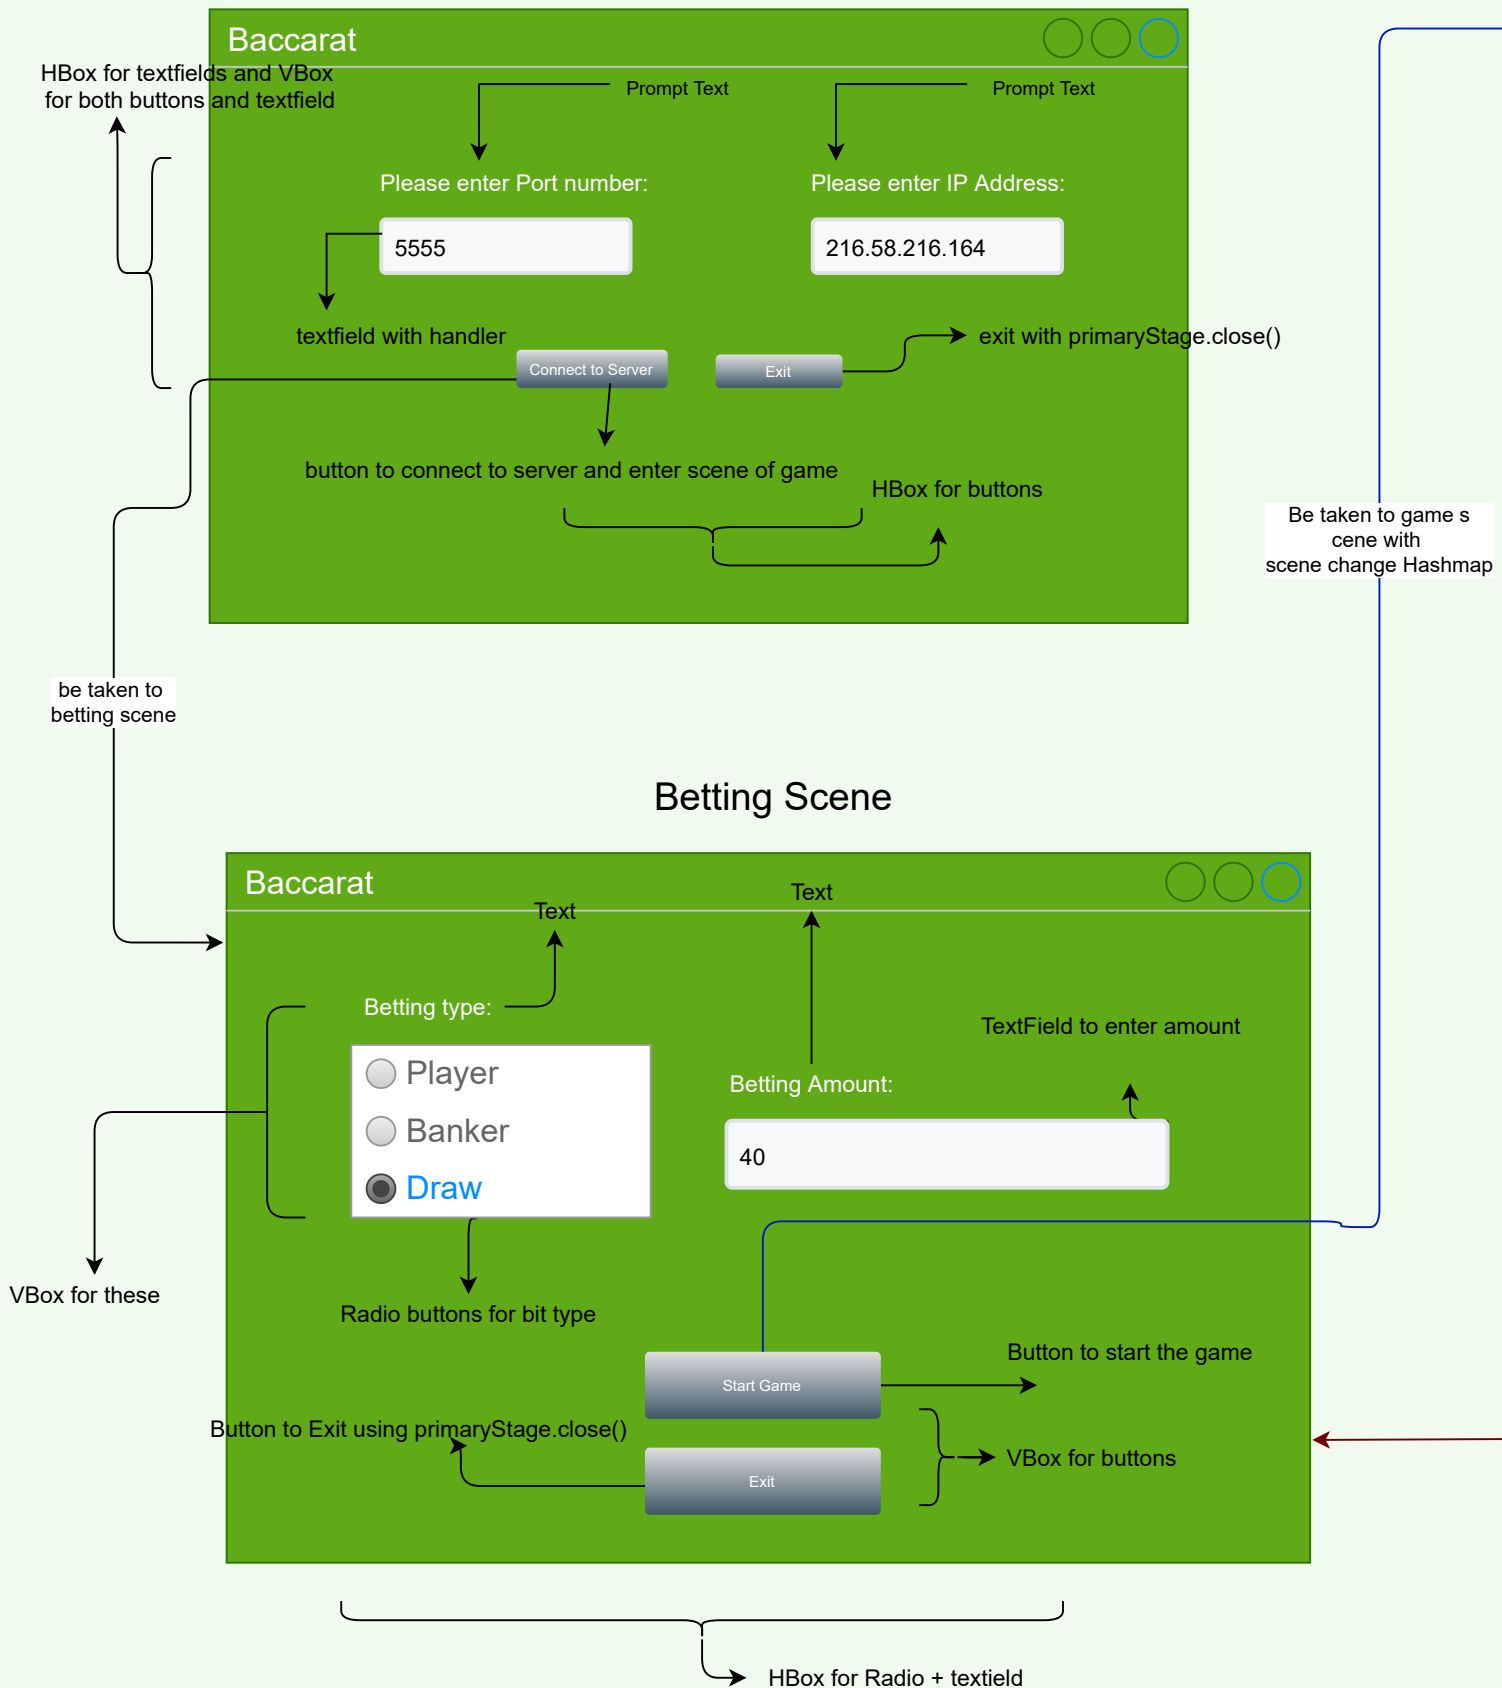 Baccarat
HBox for textfields and VBox
for both buttons and textfield
Prompt Text
Prompt Text
Please enter Port number:
Please enter IP Address:
5555
216.58.216.164
textfield with handler
exit with primaryStage.close()
Connect to Server
Exit
button to connect to server and enter scene of game
HBox for buttons
Be taken to game s
cene with
scene change Hashmap
be taken to
betting scene
Betting Scene
Baccarat
Text
Text
Betting type:
TextField to enter amount
Player
Betting Amount:
Banker
40
Draw
VBox for these
Radio buttons for bit type
Button to start the game
Start Game
Button to Exit using primaryStage.close()
VBox for buttons
Exit
HBox for Radio + textield